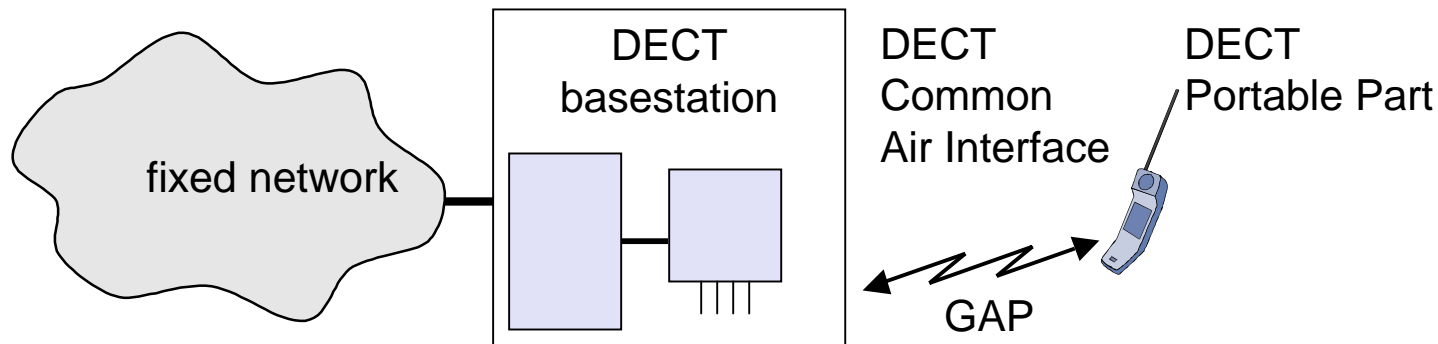 fixed network
DECT
basestation
DECT
Common
Air Interface
DECT
Portable Part
GAP